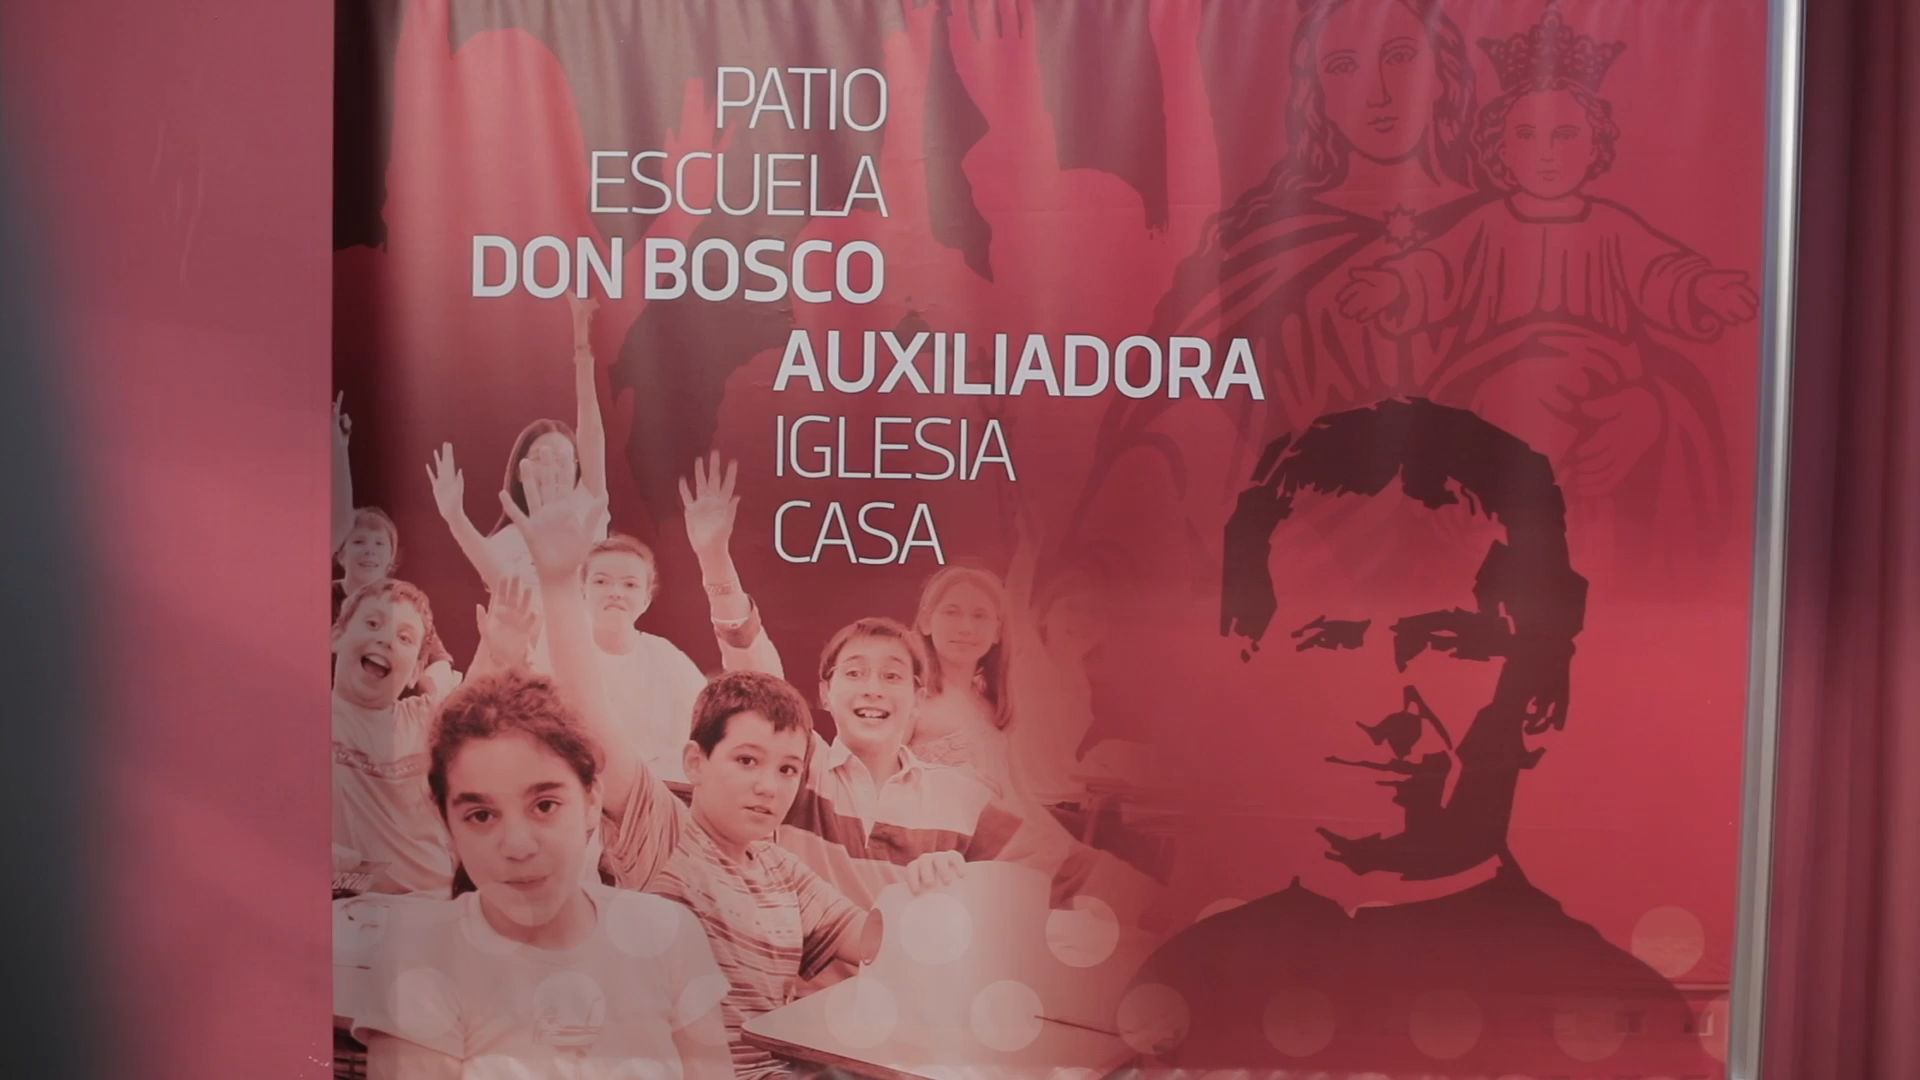 PATIO
ESCUELA
DON BOSCO
AUXILIADORA
IGLESIA
CASA